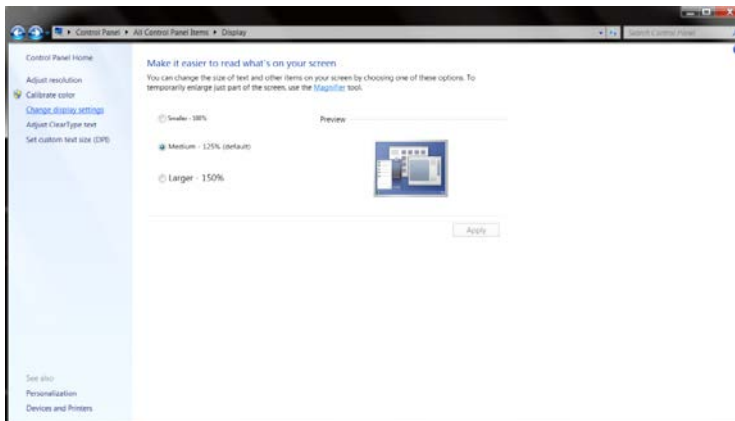 Control Panel ▸ All Control Panel Items ▸ Display
Search Control Panel
Control Panel Home
Adjust resolution
Calibrate color
Change display settings
Adjust ClearType text
Set custom text size (DPI)
See also
Personalization
Devices and Printers
Make it easier to read what's on your screen
You can change the size of text and other items on your screen by choosing one of these options. To
temporarily enlarge just part of the screen, use the Magnifier tool.
Smaller - 100%
Preview
Medium - 125% (default)
Larger - 150%
Apply